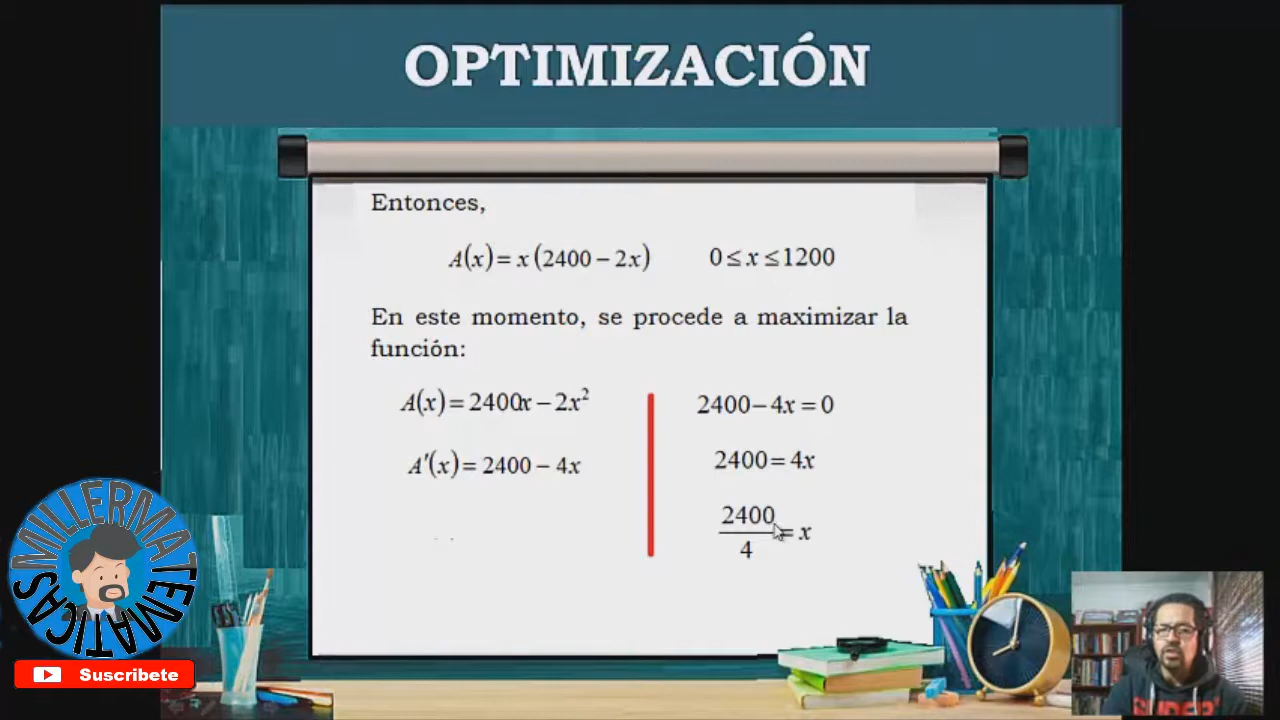 OPTIMIZACIÓN
Entonces,
A(x) = x(2400 − 2x) 0 ≤ x ≤ 1200
En este momento, se procede a maximizar la
función:
A(x) = 2400x − 2x²
A′(x) = 2400 − 4x
2400 − 4x = 0
2400 = 4x
2400/4 = x
MILLERMATEMATICAS
Suscribete